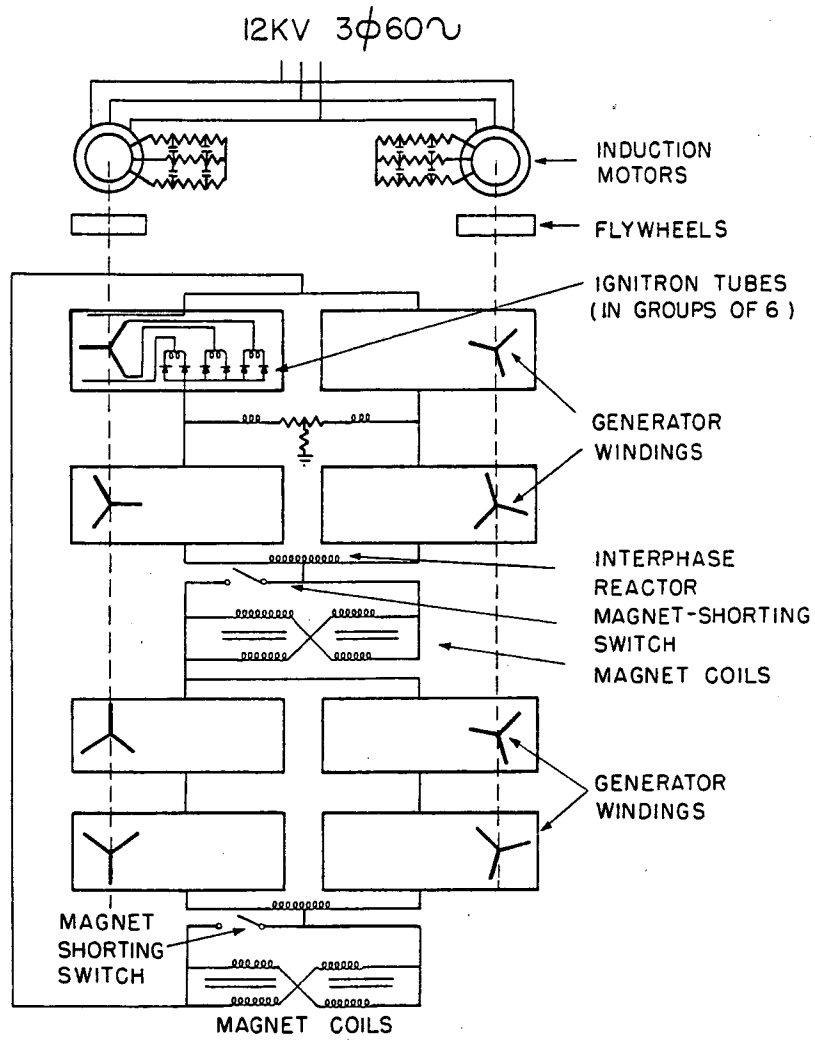 12KV 3ϕ60∿
INDUCTION
MOTORS
FLYWHEELS
IGNITRON TUBES
(IN GROUPS OF 6)
GENERATOR
WINDINGS
INTERPHASE
REACTOR
MAGNET-SHORTING
SWITCH
MAGNET COILS
GENERATOR
WINDINGS
MAGNET
SHORTING
SWITCH
MAGNET COILS